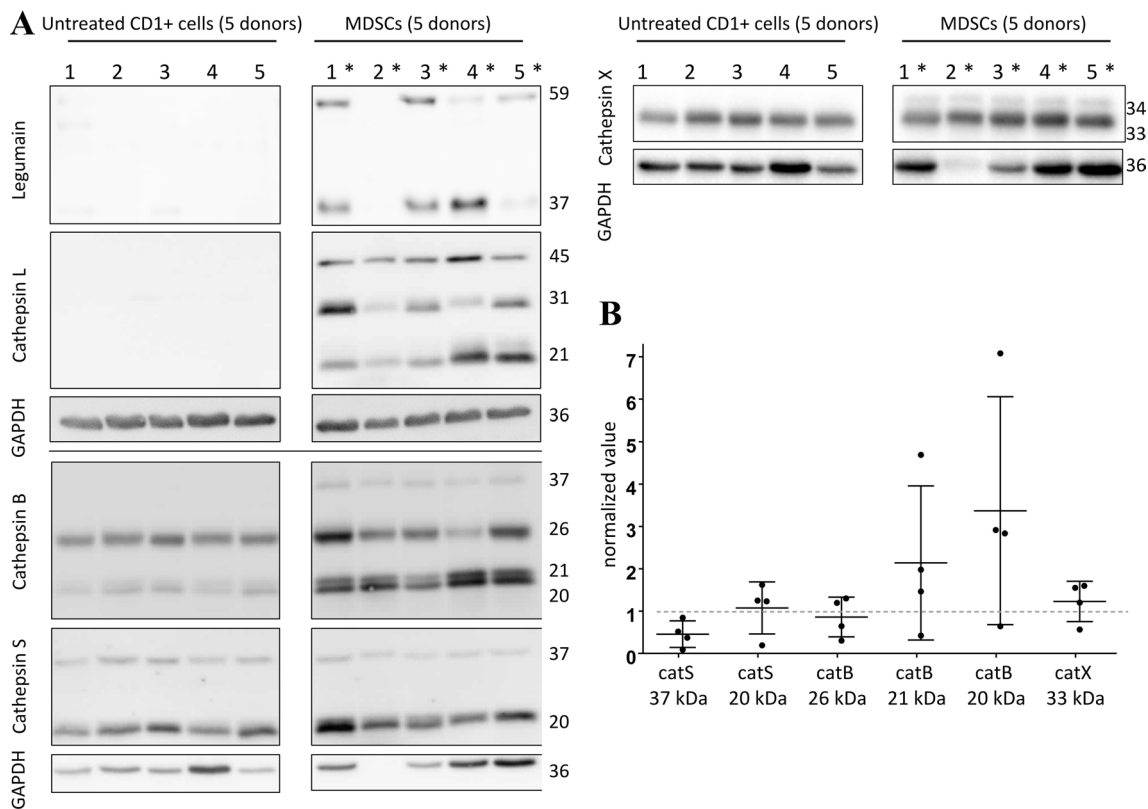 A
Untreated CD1+ cells (5 donors)
MDSCs (5 donors)
1 2 3 4 5
1 * 2 * 3 * 4 * 5 *
Legumain
59
37
Cathepsin L
45
31
21
GAPDH
36
Cathepsin B
37
26
21
20
Cathepsin S
37
20
GAPDH
36
Untreated CD1+ cells (5 donors)
MDSCs (5 donors)
1 2 3 4 5
1 * 2 * 3 * 4 * 5 *
Cathepsin X
34
33
GAPDH
36
B
normalized value
7
6
5
4
3
2
1
0
catS catS catB catB catB catX
37 kDa 20 kDa 26 kDa 21 kDa 20 kDa 33 kDa